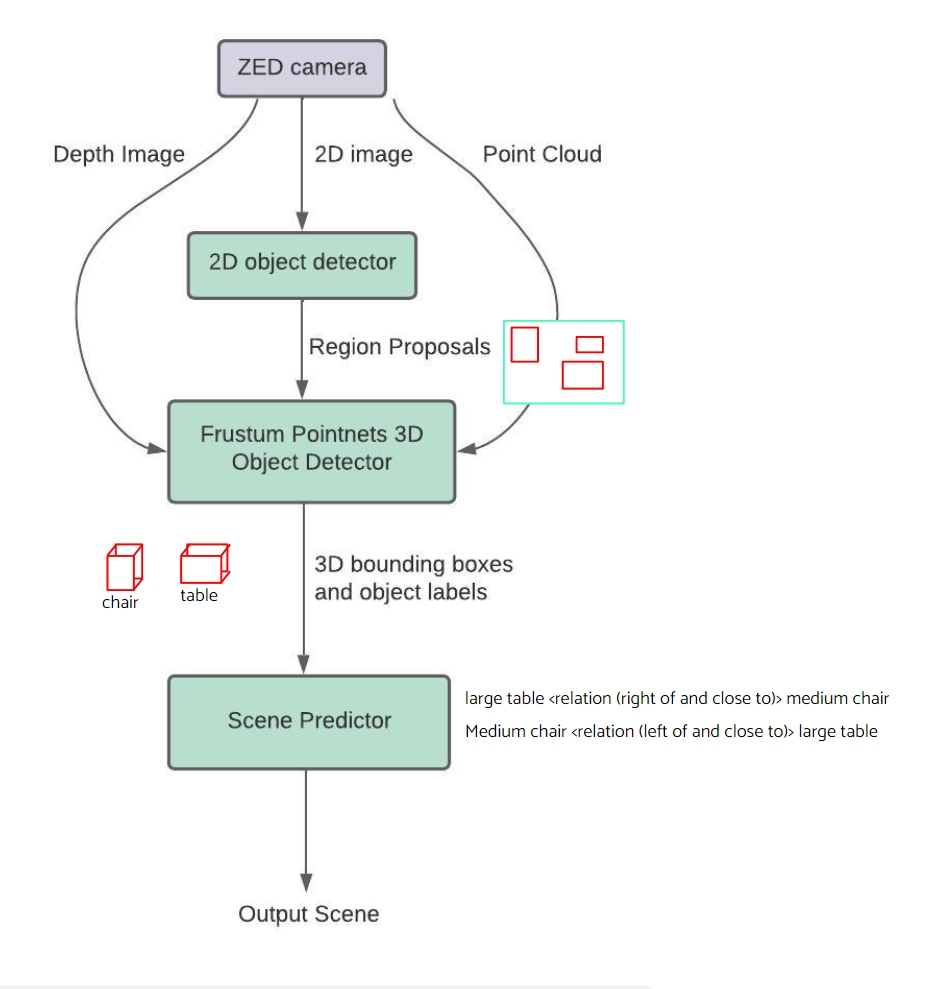 ZED camera
Depth Image
2D image
Point Cloud
2D object detector
Region Proposals
Frustum Pointnets 3D
Object Detector
3D bounding boxes
and object labels
chair
table
Scene Predictor
large table <relation (right of and close to)> medium chair
Medium chair <relation (left of and close to)> large table
Output Scene